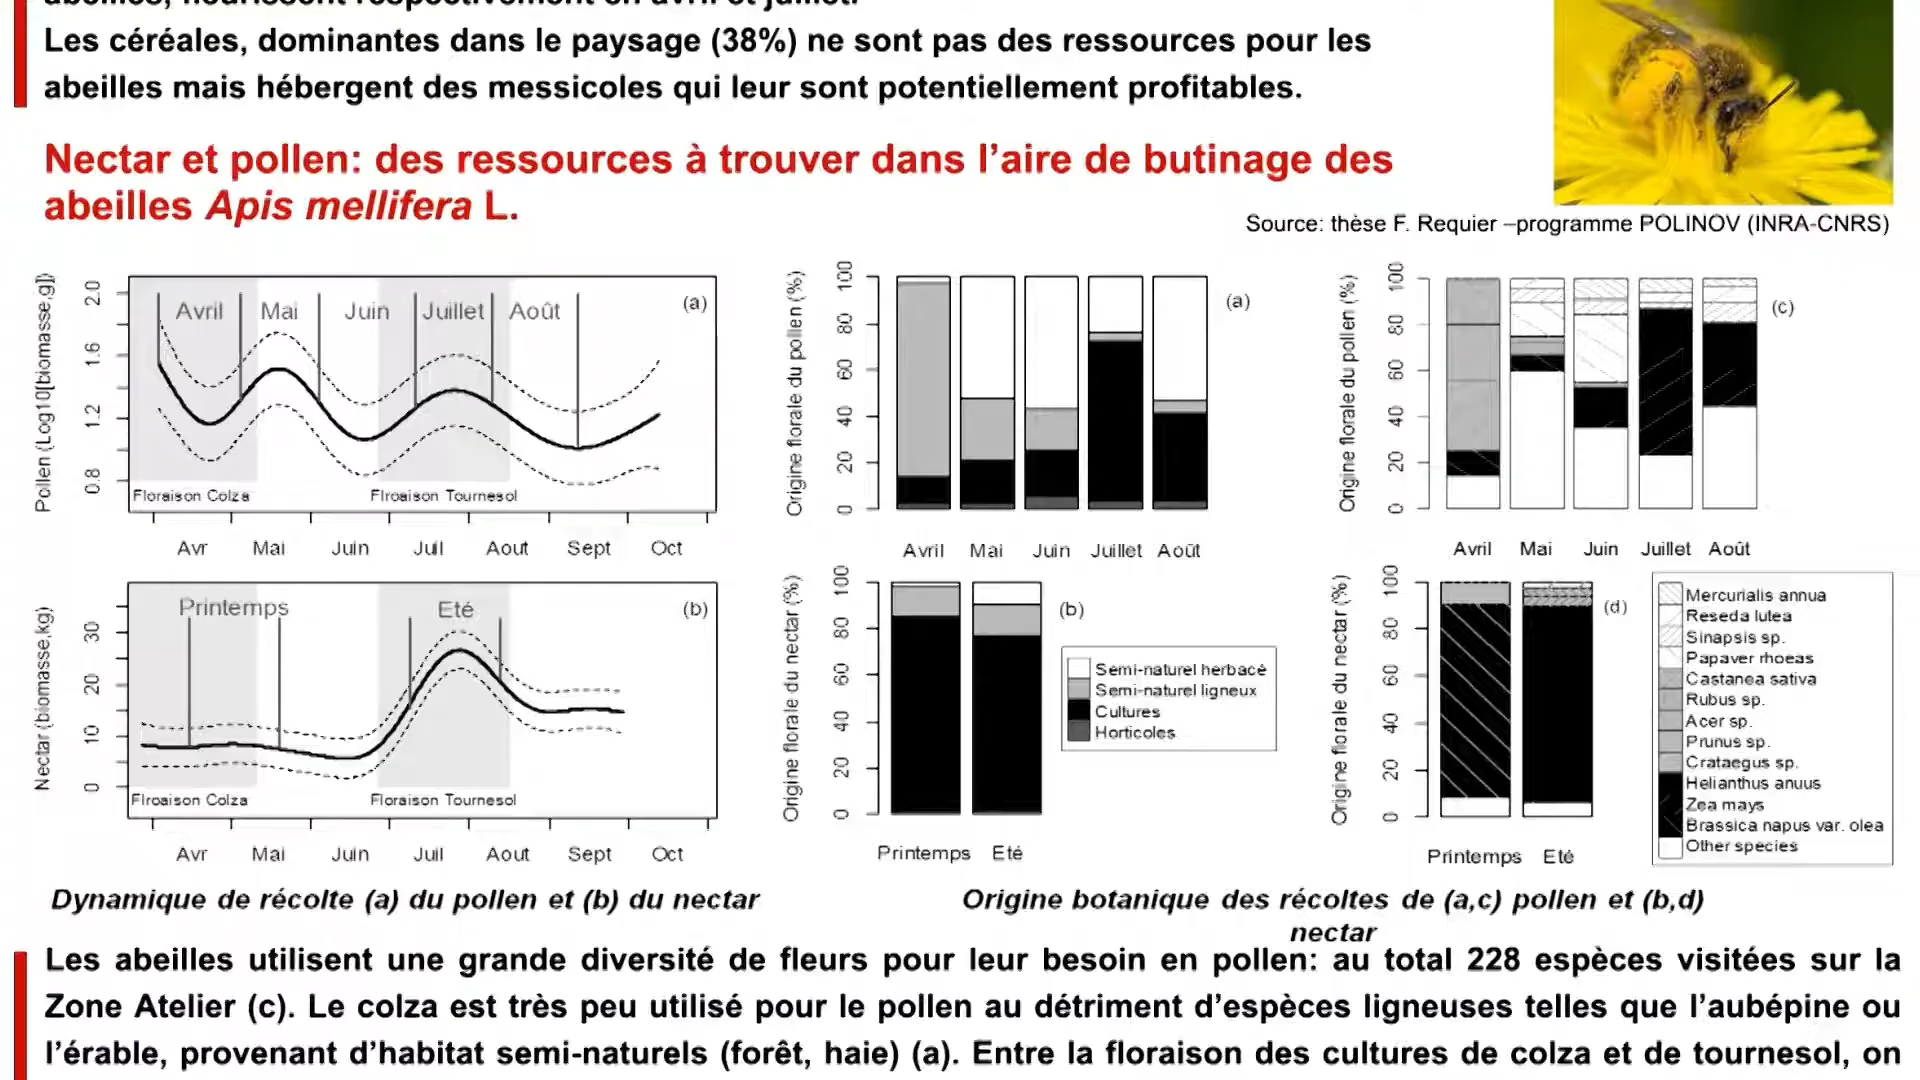 abeilles, nourissent respectivement en avril et juillet.
Les céréales, dominantes dans le paysage (38%) ne sont pas des ressources pour les
abeilles mais hébergent des messicoles qui leur sont potentiellement profitables.
Nectar et pollen: des ressources à trouver dans l’aire de butinage des
abeilles Apis mellifera L.
Source: thèse F. Requier –programme POLINOV (INRA-CNRS)
Pollen (Log10[biomasse,g])
2.0
1.6
1.2
0.8
Avril Mai Juin Juillet Août (a)
Floraison Colza Flroaison Tournesol
Avr Mai Juin Juil Aout Sept Oct
Origine florale du pollen (%)
100
80
60
40
20
0
(a)
Avril Mai Juin Juillet Août
Origine florale du pollen (%)
100
80
60
40
20
0
(c)
Avril Mai Juin Juillet Août
Nectar (biomasse,kg)
30
20
10
0
Printemps Eté (b)
Flroaison Colza Floraison Tournesol
Avr Mai Juin Juil Aout Sept Oct
Origine florale du nectar (%)
100
80
60
40
20
0
(b)
Printemps Eté
Semi-naturel herbacé
Semi-naturel ligneux
Cultures
Horticoles
Origine florale du nectar (%)
100
80
60
40
20
0
(d)
Printemps Eté
Mercurialis annua
Reseda lutea
Sinapsis sp.
Papaver rhoeas
Castanea sativa
Rubus sp.
Acer sp.
Prunus sp.
Crataegus sp.
Helianthus anuus
Zea mays
Brassica napus var. olea
Other species
Dynamique de récolte (a) du pollen et (b) du nectar
Origine botanique des récoltes de (a,c) pollen et (b,d)
nectar
Les abeilles utilisent une grande diversité de fleurs pour leur besoin en pollen: au total 228 espèces visitées sur la
Zone Atelier (c). Le colza est très peu utilisé pour le pollen au détriment d’espèces ligneuses telles que l’aubépine ou
l’érable, provenant d’habitat semi-naturels (forêt, haie) (a). Entre la floraison des cultures de colza et de tournesol, on